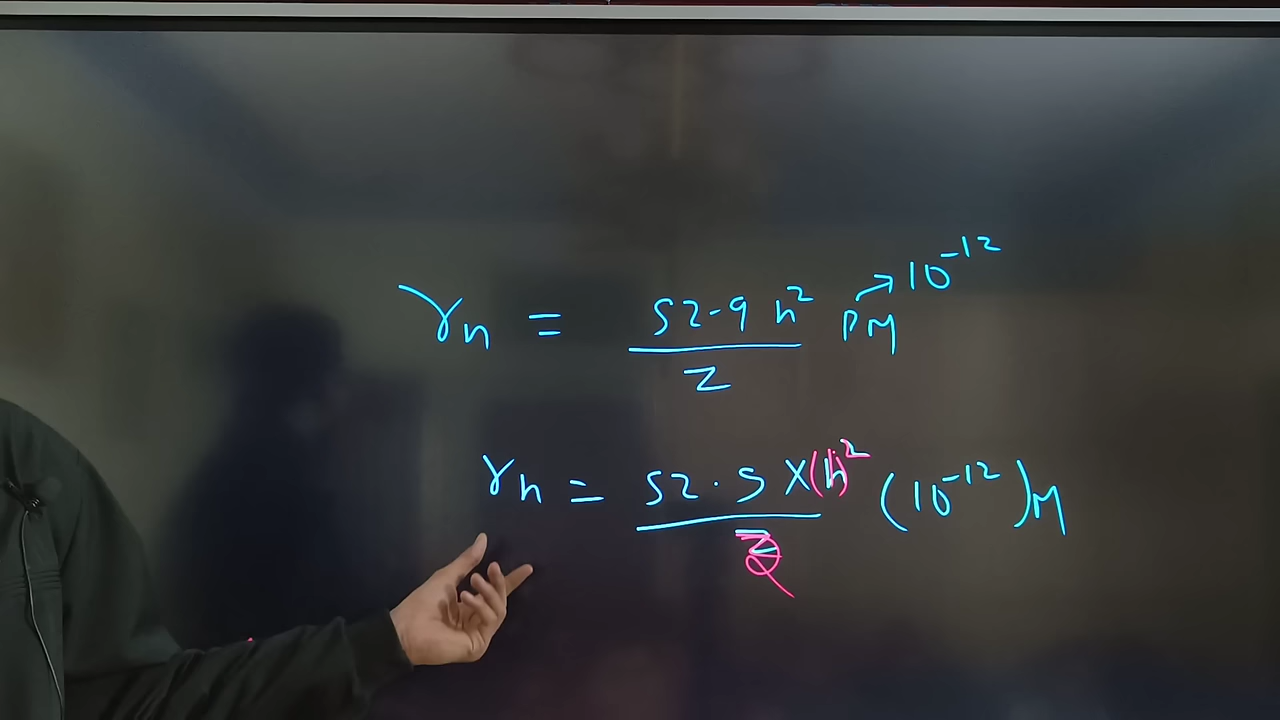 rn = 52.9 n² / Z PM → 10⁻¹²
rn = 52.5 × (n)² / Z (10⁻¹²) M